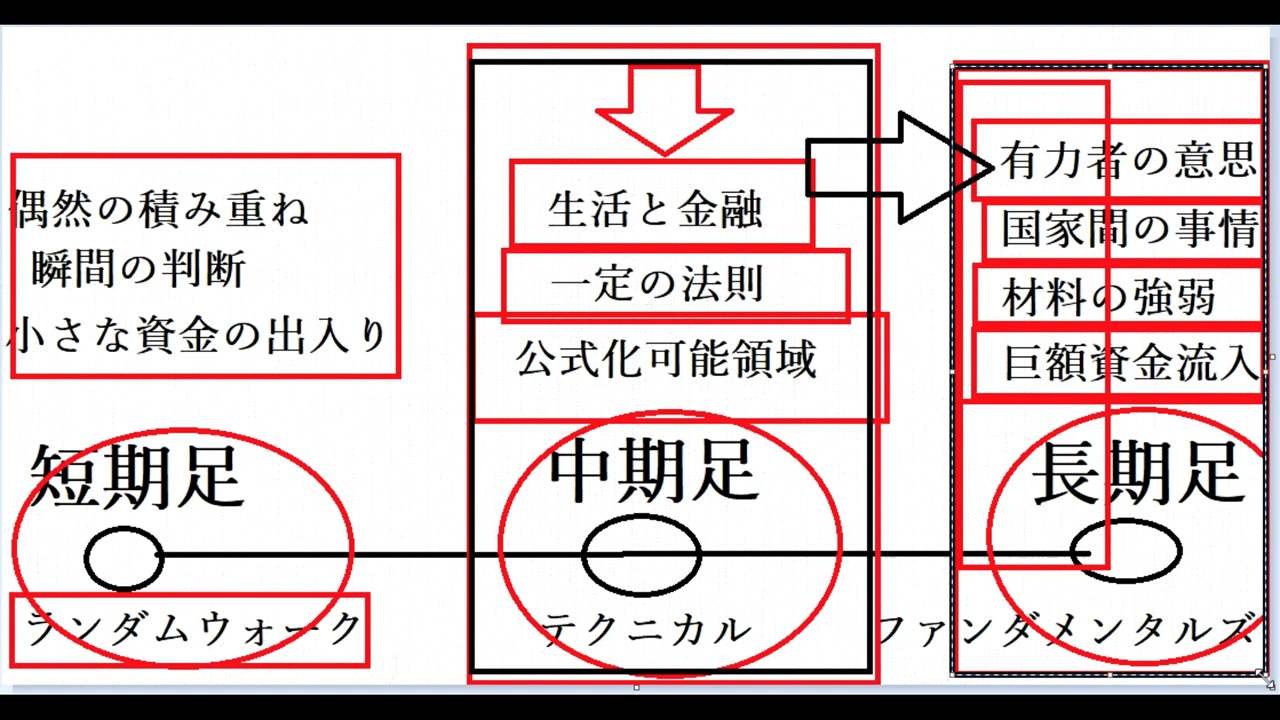 偶然の積み重ね
瞬間の判断
小さな資金の出入り
短期足
ランダムウォーク
生活と金融
一定の法則
公式化可能領域
中期足
テクニカル
有力者の意思
国家間の事情
材料の強弱
巨額資金流入
長期足
ファンダメンタルズ